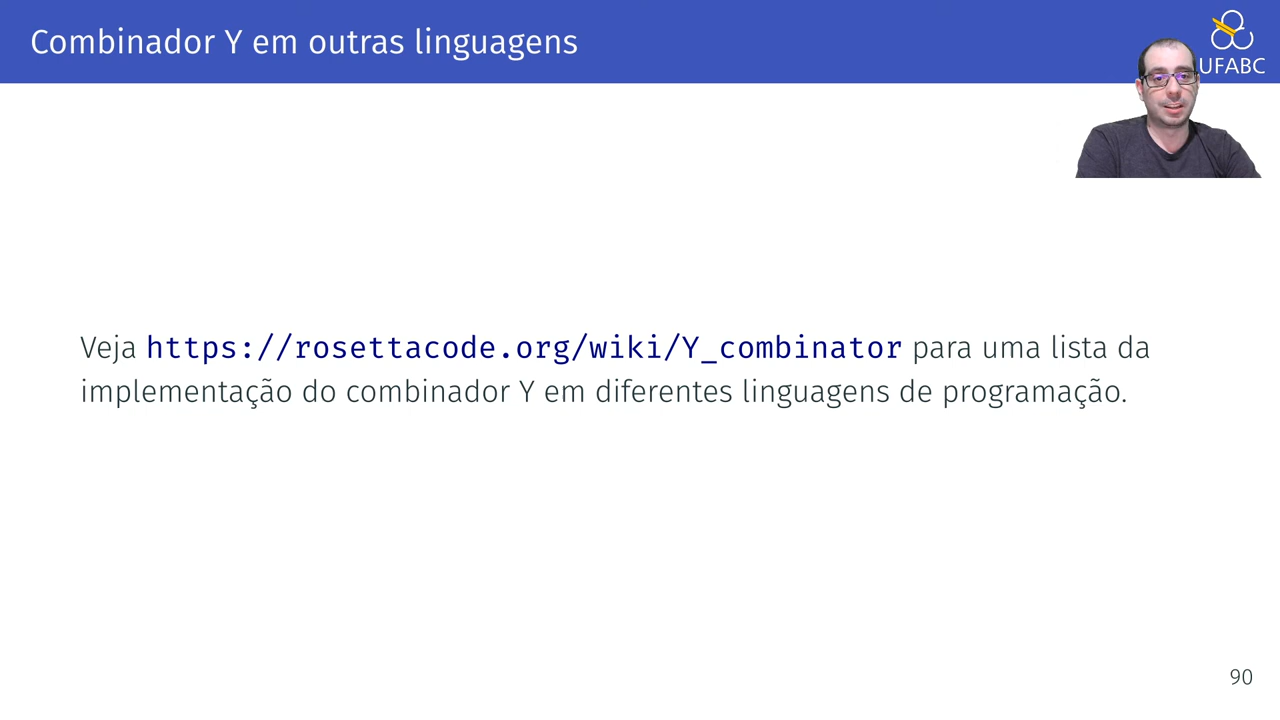 Combinador Y em outras linguagens
UFABC
Veja https://rosettacode.org/wiki/Y_combinator para uma lista da
implementação do combinador Y em diferentes linguagens de programação.
90